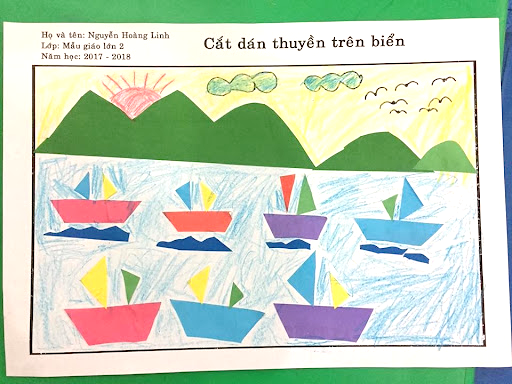 Họ và tên: Nguyễn Hoàng Linh
Lớp: Mẫu giáo lớn 2
Năm học: 2017 - 2018
Cắt dán thuyền trên biển